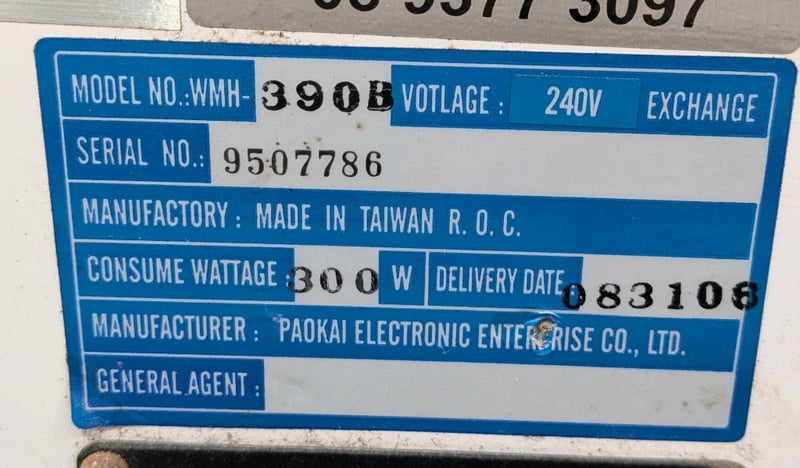 MODEL NO.:WMH-390B VOTLAGE: 240V EXCHANGE
SERIAL NO.: 9507786
MANUFACTORY: MADE IN TAIWAN R. O. C.
CONSUME WATTAGE 300 W DELIVERY DATE 083106
MANUFACTURER: PAOKAI ELECTRONIC ENTERPRISE CO., LTD.
GENERAL AGENT: